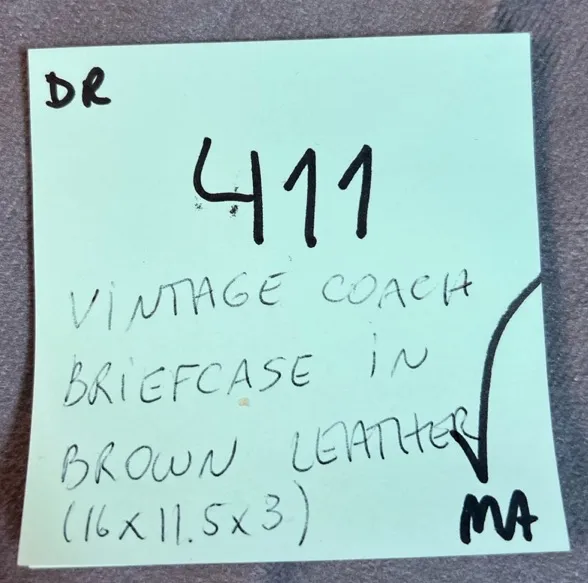 DR
411
VINTAGE COACH
BRIEFCASE IN
BROWN LEATHER
(16x11.5x3)
MA